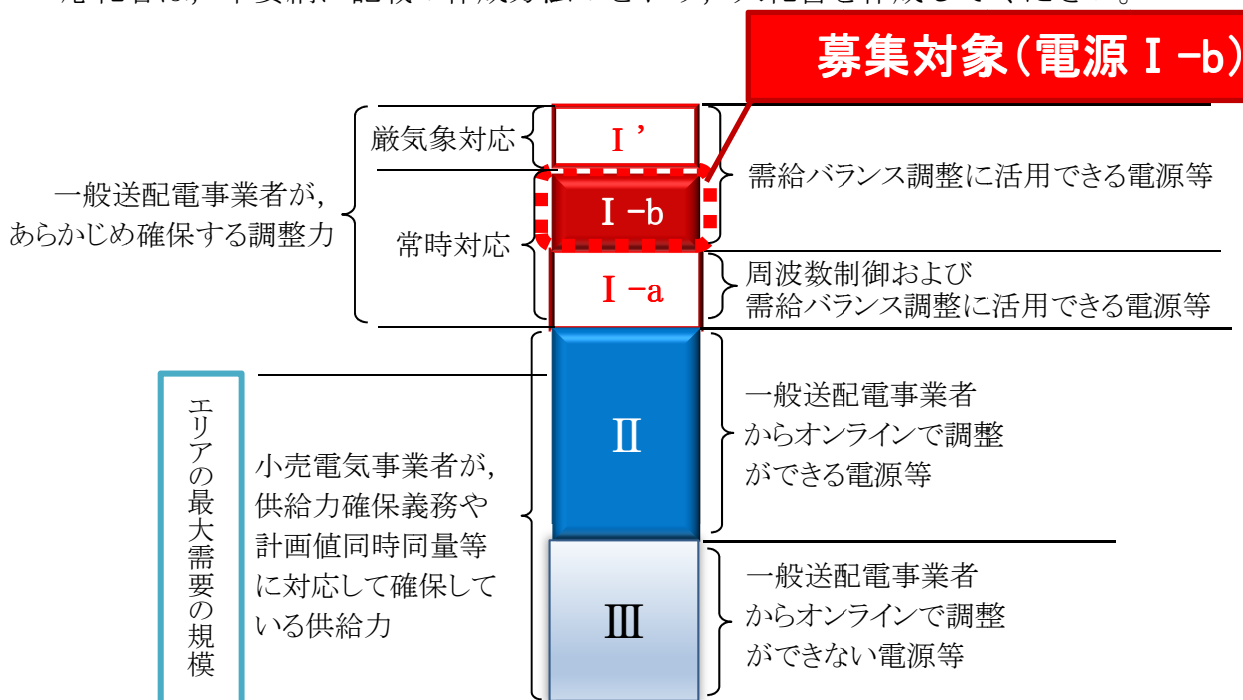 募集対象(電源Ⅰ-b)
厳気象対応
Ⅰ’
需給バランス調整に活用できる電源等
一般送配電事業者が,
あらかじめ確保する調整力
Ⅰ-b
常時対応
Ⅰ-a
周波数制御および
需給バランス調整に活用できる電源等
エリアの最大需要の規模
小売電気事業者が,
供給力確保義務や
計画値同時同量等
に対応して確保して
いる供給力
Ⅱ
一般送配電事業者
からオンラインで調整
ができる電源等
Ⅲ
一般送配電事業者
からオンラインで調整
ができない電源等